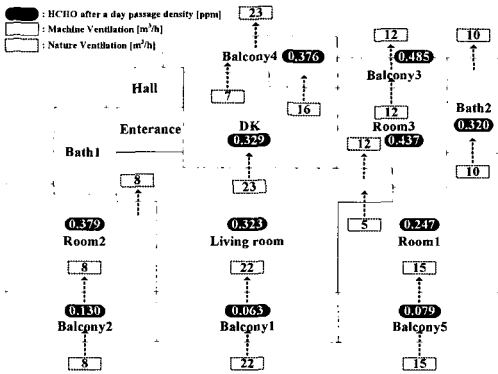 : HCHO after a day passage density [ppm]
: Machine Ventilation [m³/h]
: Nature Ventilation [m³/h]
23
12
10
Balcony4 0.376
0.485
Balcony3
Hall
7
16
12
Bath2
0.320
Enterance
DK
0.329
Room3
12 0.437
Bath1
8
23
10
0.379
0.323
5
0.247
Room2
Living room
Room1
8
22
15
0.130
0.063
0.079
Balcony2
Balcony1
Balcony5
8
22
15